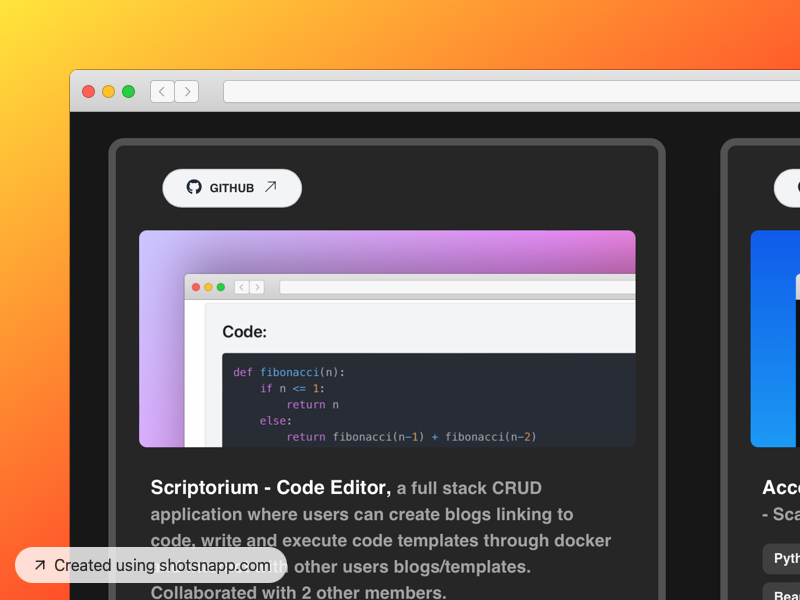 GITHUB
Code:
def fibonacci(n):
if n <= 1:
return n
else:
return fibonacci(n-1) + fibonacci(n-2)
Scriptorium - Code Editor, a full stack CRUD
application where users can create blogs linking to
code, write and execute code templates through docker
other users blogs/templates.
Collaborated with 2 other members.
Acc
- Sca
Pyth
Bea
Created using shotsnapp.com